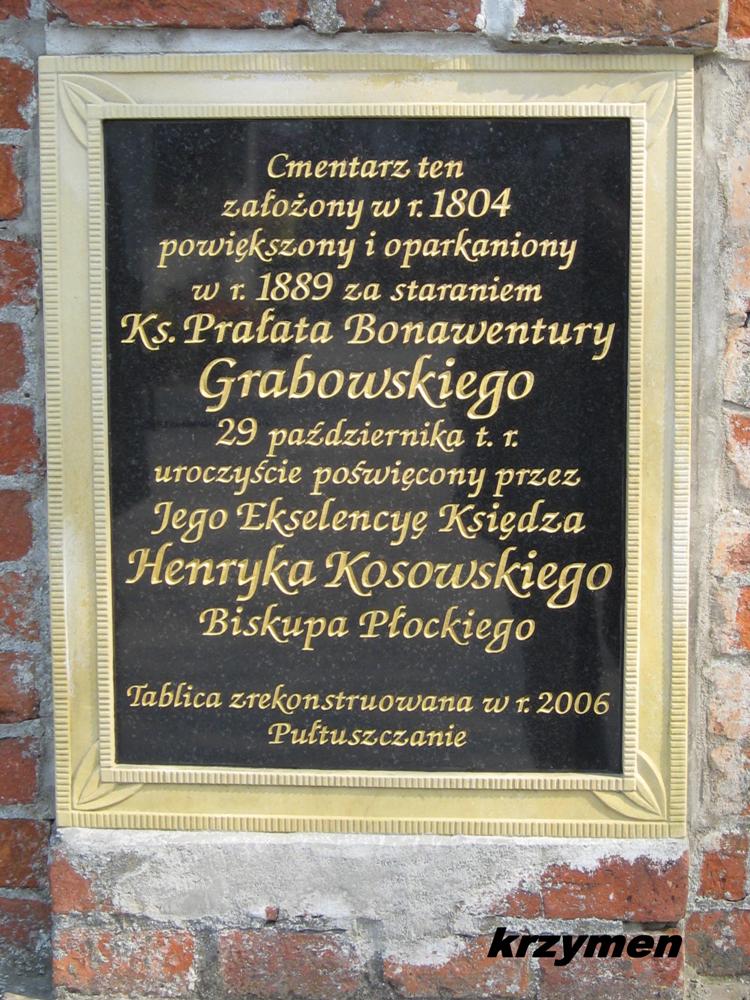 Cmentarz ten
założony w r. 1804
powiększony i oparkaniony
w r. 1889 za staraniem
Ks. Prałata Bonawentury
Grabowskiego
29 października t. r.
uroczyście poświęcony przez
Jego Ekselencyę Księdza
Henryka Kosowskiego
Biskupa Płockiego
Tablica zrekonstruowana w r. 2006
Pułtuszczanie
krzymen